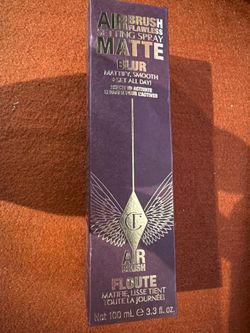 AIRBRUSH
FLAWLESS
SETTING SPRAY
MATTE
BLUR
MATTIFY, SMOOTH
+ SET ALL DAY!
CT
AIR
BRUSH
FLOUTE
MATIFIE, LISSE TIENT
TOUTE LA JOURNÉE!
Net 100 mL ℮ 3.3 fl. oz.